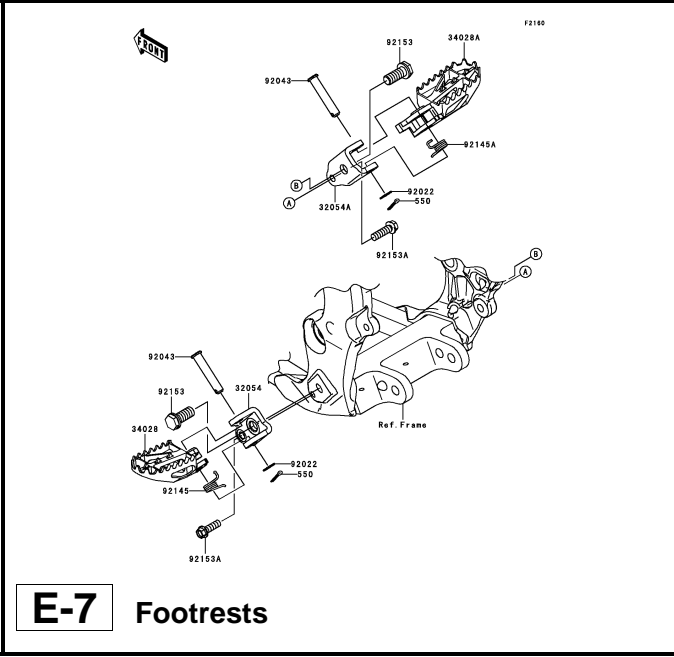 F2160
FRONT
92153
34028A
92043
92145A
B
A
32054A
92022
550
92153A
B
A
92043
92153
32054
34028
Ref.Frame
92022
550
92145
92153A
E-7 Footrests